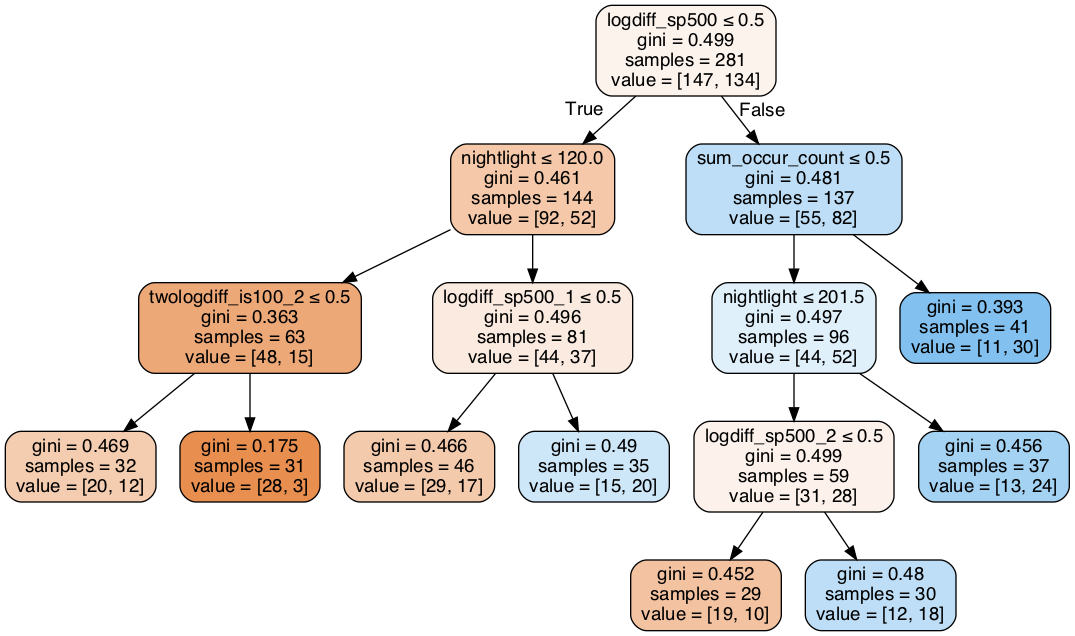 logdiff_sp500 ≤ 0.5
gini = 0.499
samples = 281
value = [147, 134]
True
False
nightlight ≤ 120.0
gini = 0.461
samples = 144
value = [92, 52]
sum_occur_count ≤ 0.5
gini = 0.481
samples = 137
value = [55, 82]
twologdiff_is100_2 ≤ 0.5
gini = 0.363
samples = 63
value = [48, 15]
logdiff_sp500_1 ≤ 0.5
gini = 0.496
samples = 81
value = [44, 37]
nightlight ≤ 201.5
gini = 0.497
samples = 96
value = [44, 52]
gini = 0.393
samples = 41
value = [11, 30]
gini = 0.469
samples = 32
value = [20, 12]
gini = 0.175
samples = 31
value = [28, 3]
gini = 0.466
samples = 46
value = [29, 17]
gini = 0.49
samples = 35
value = [15, 20]
logdiff_sp500_2 ≤ 0.5
gini = 0.499
samples = 59
value = [31, 28]
gini = 0.456
samples = 37
value = [13, 24]
gini = 0.452
samples = 29
value = [19, 10]
gini = 0.48
samples = 30
value = [12, 18]